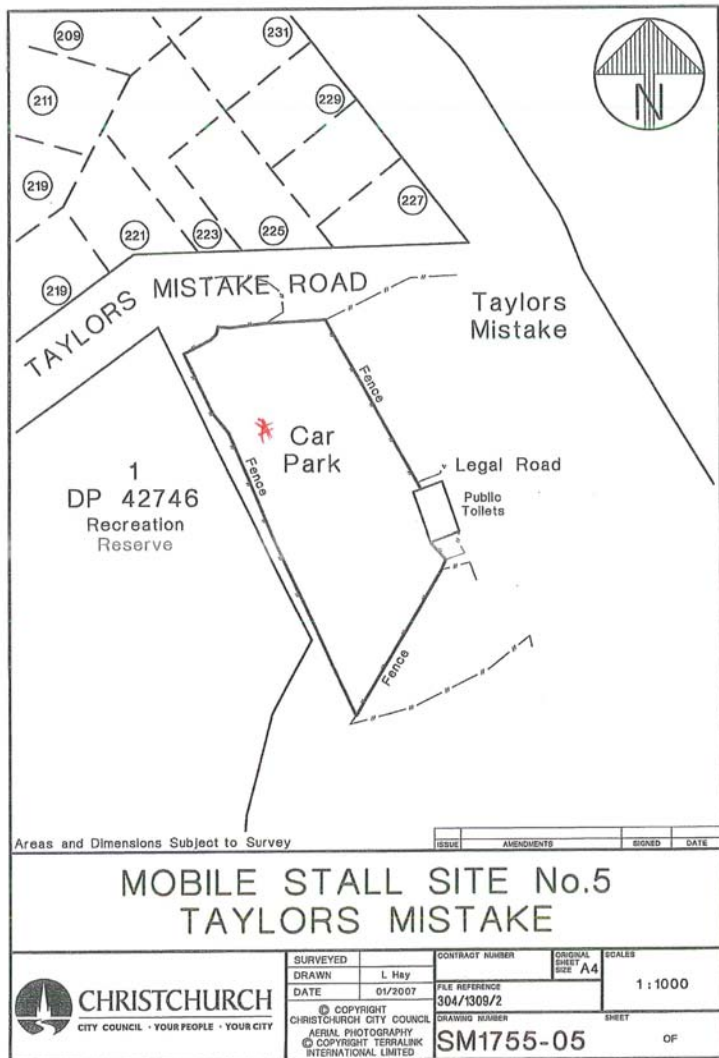 209
231
211
229
219
227
221
223
225
219
N
TAYLORS MISTAKE ROAD
Taylors
Mistake
Fence
Car
Park
Fence
Legal Road
Public
Toilets
1
DP 42746
Recreation
Reserve
Fence
Areas and Dimensions Subject to Survey
ISSUE AMENDMENTS SIGNED DATE
MOBILE STALL SITE No.5
TAYLORS MISTAKE
CHRISTCHURCH
CITY COUNCIL · YOUR PEOPLE · YOUR CITY
SURVEYED
DRAWN L Hay
DATE 01/2007
© COPYRIGHT
CHRISTCHURCH CITY COUNCIL
AERIAL PHOTOGRAPHY
© COPYRIGHT TERRALINK
INTERNATIONAL LIMITED
CONTRACT NUMBER
ORIGINAL SHEET SIZE A4
SCALES
1:1000
FILE REFERENCE
304/1309/2
DRAWING NUMBER
SM1755-05
SHEET
OF